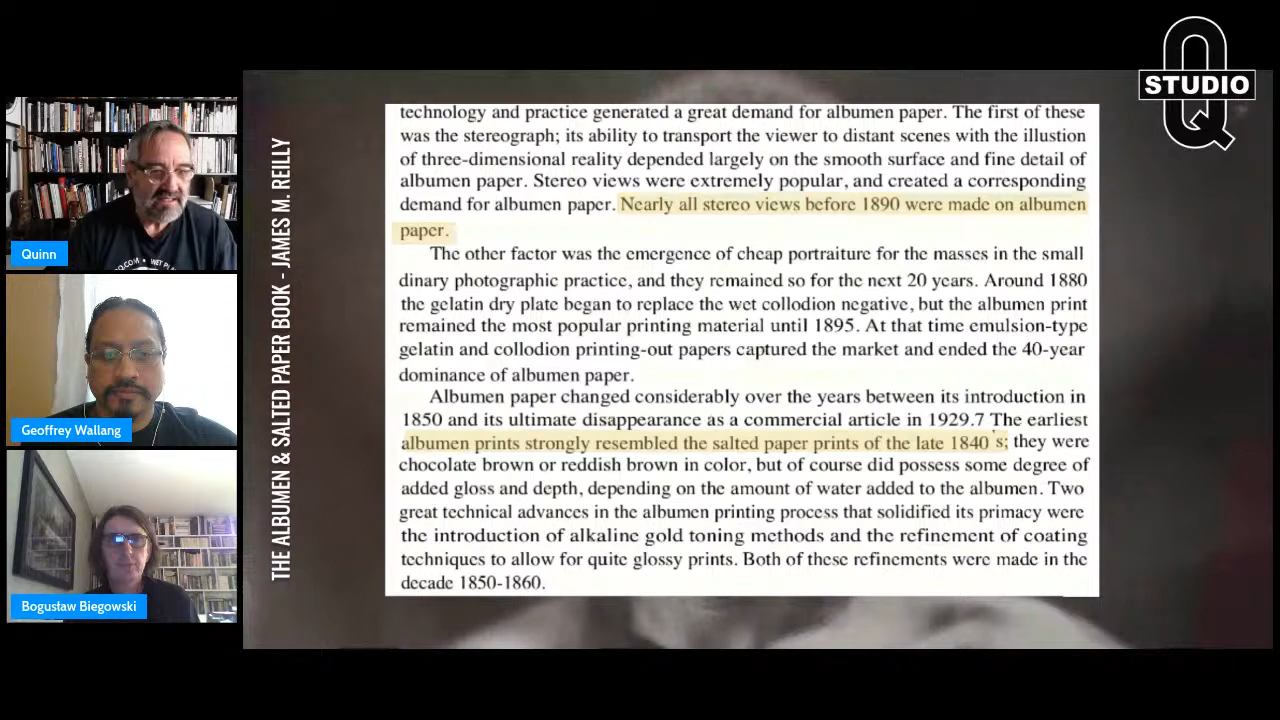 STUDIO
Q
Quinn
Geoffrey Wallang
Bogusław Biegowski
THE ALBUMEN & SALTED PAPER BOOK - JAMES M. REILLY
technology and practice generated a great demand for albumen paper. The first of these
was the stereograph; its ability to transport the viewer to distant scenes with the illustion
of three-dimensional reality depended largely on the smooth surface and fine detail of
albumen paper. Stereo views were extremely popular, and created a corresponding
demand for albumen paper. Nearly all stereo views before 1890 were made on albumen
paper.
The other factor was the emergence of cheap portraiture for the masses in the small
dinary photographic practice, and they remained so for the next 20 years. Around 1880
the gelatin dry plate began to replace the wet collodion negative, but the albumen print
remained the most popular printing material until 1895. At that time emulsion-type
gelatin and collodion printing-out papers captured the market and ended the 40-year
dominance of albumen paper.
Albumen paper changed considerably over the years between its introduction in
1850 and its ultimate disappearance as a commercial article in 1929.7 The earliest
albumen prints strongly resembled the salted paper prints of the late 1840's; they were
chocolate brown or reddish brown in color, but of course did possess some degree of
added gloss and depth, depending on the amount of water added to the albumen. Two
great technical advances in the albumen printing process that solidified its primacy were
the introduction of alkaline gold toning methods and the refinement of coating
techniques to allow for quite glossy prints. Both of these refinements were made in the
decade 1850-1860.